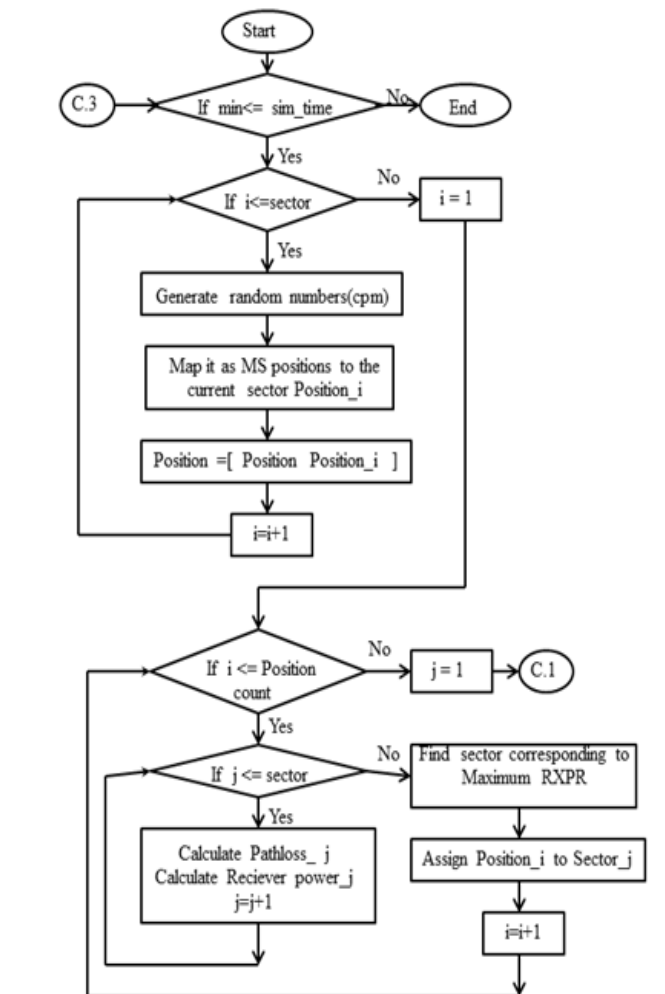 Start
C.3
If min<= sim_time
No
End
Yes
If i<=sector
No
i = 1
Yes
Generate random numbers(cpm)
Map it as MS positions to the
current sector Position_i
Position =[ Position Position_i ]
i=i+1
If i <= Position
count
No
j = 1
C.1
Yes
If j <= sector
No
Find sector corresponding to
Maximum RXPR
Yes
Calculate Pathloss_ j
Calculate Reciever power_j
j=j+1
Assign Position_i to Sector_j
i=i+1